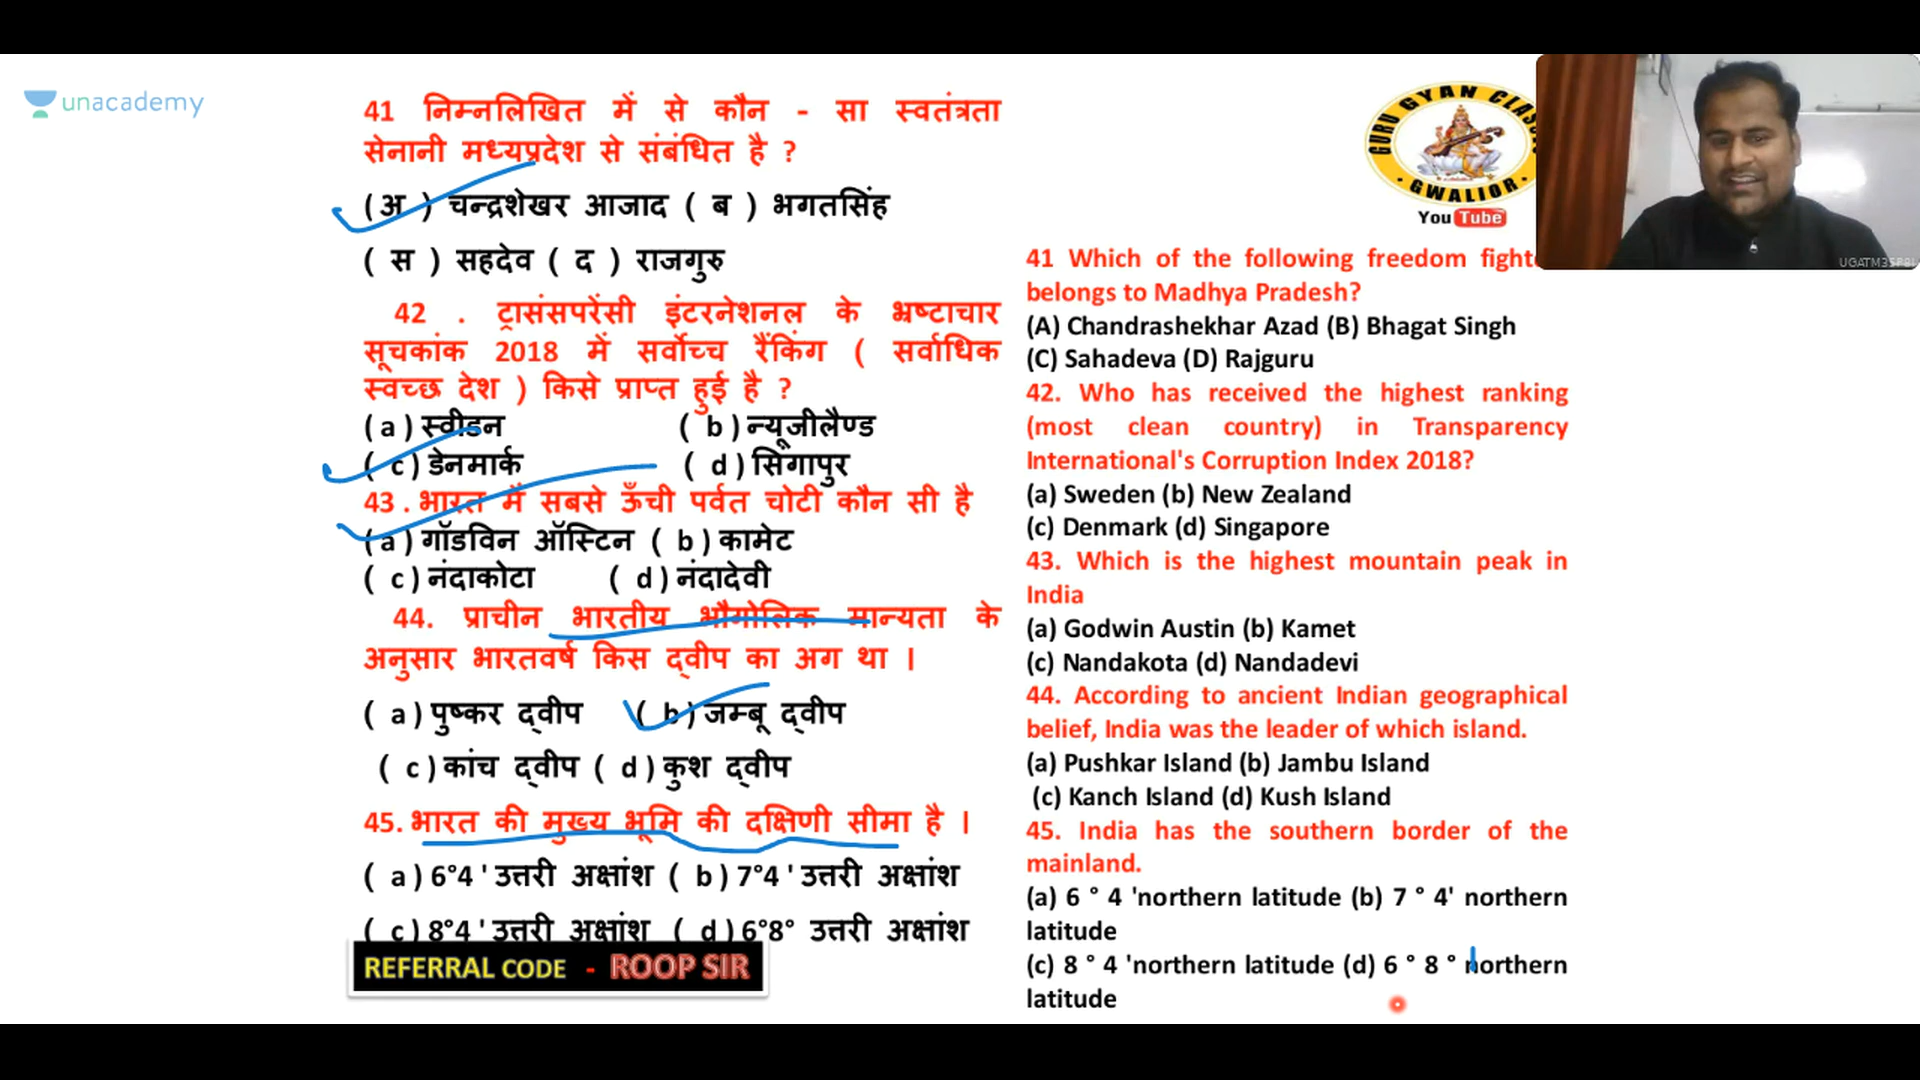 unacademy
41 निम्नलिखित में से कौन - सा स्वतंत्रता
सेनानी मध्यप्रदेश से संबंधित है ?
(अ ) चन्द्रशेखर आजाद ( ब ) भगतसिंह
( स ) सहदेव ( द ) राजगुरु
42 . ट्रासंसपरेंसी इंटरनेशनल के भ्रष्टाचार
सूचकांक 2018 में सर्वोच्च रैंकिंग ( सर्वाधिक
स्वच्छ देश ) किसे प्राप्त हुई है ?
(a) स्वीडन ( b) न्यूजीलैण्ड
( c) डेनमार्क ( d) सिंगापुर
43 . भारत में सबसे ऊँची पर्वत चोटी कौन सी है
(a) गॉडविन ऑस्टिन ( b) कामेट
( c) नंदाकोटा ( d) नंदादेवी
44. प्राचीन भारतीय भौगोलिक मान्यता के
अनुसार भारतवर्ष किस द्वीप का अग था ।
( a) पुष्कर द्वीप ( b) जम्बू द्वीप
( c) कांच द्वीप ( d) कुश द्वीप
45. भारत की मुख्य भूमि की दक्षिणी सीमा है ।
( a) 6°4 ' उत्तरी अक्षांश ( b) 7°4 ' उत्तरी अक्षांश
( c) 8°4 ' उत्तरी अक्षांश ( d) 6°8° उत्तरी अक्षांश
REFERRAL CODE - ROOP SIR
GURU GYAN
GWALIOR
You Tube
41 Which of the following freedom
belongs to Madhya Pradesh?
(A) Chandrashekhar Azad (B) Bhagat Singh
(C) Sahadeva (D) Rajguru
42. Who has received the highest ranking
(most clean country) in Transparency
International's Corruption Index 2018?
(a) Sweden (b) New Zealand
(c) Denmark (d) Singapore
43. Which is the highest mountain peak in
India
(a) Godwin Austin (b) Kamet
(c) Nandakota (d) Nandadevi
44. According to ancient Indian geographical
belief, India was the leader of which island.
(a) Pushkar Island (b) Jambu Island
(c) Kanch Island (d) Kush Island
45. India has the southern border of the
mainland.
(a) 6 ° 4 'northern latitude (b) 7 ° 4' northern
latitude
(c) 8 ° 4 'northern latitude (d) 6 ° 8 ° northern
latitude